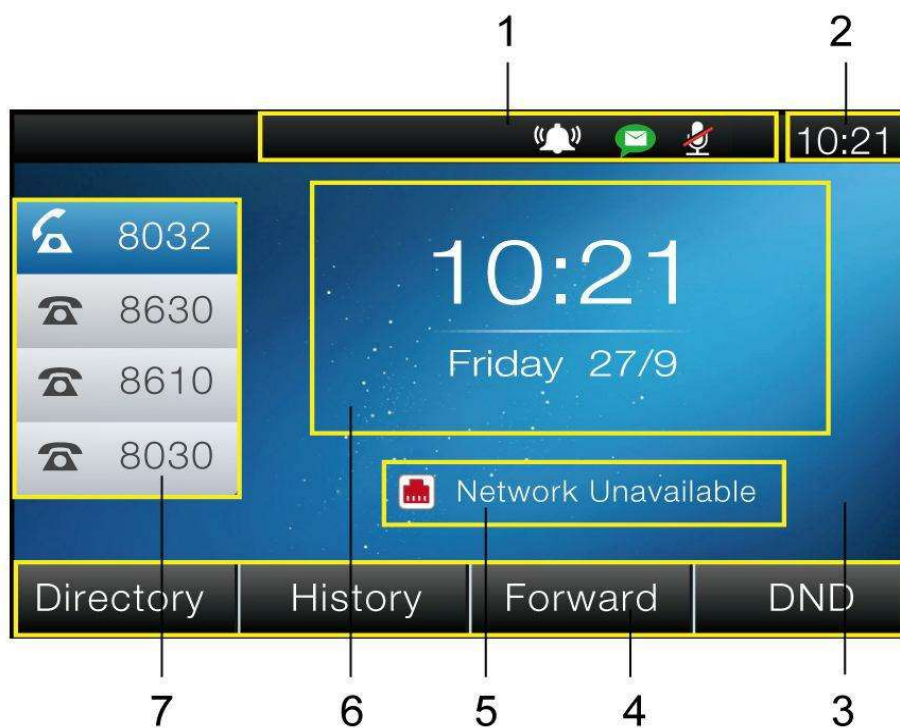 1 2
10:21
8032
8630
8610
8030
10:21
Friday 27/9
Network Unavailable
Directory History Forward DND
7 6 5 4 3